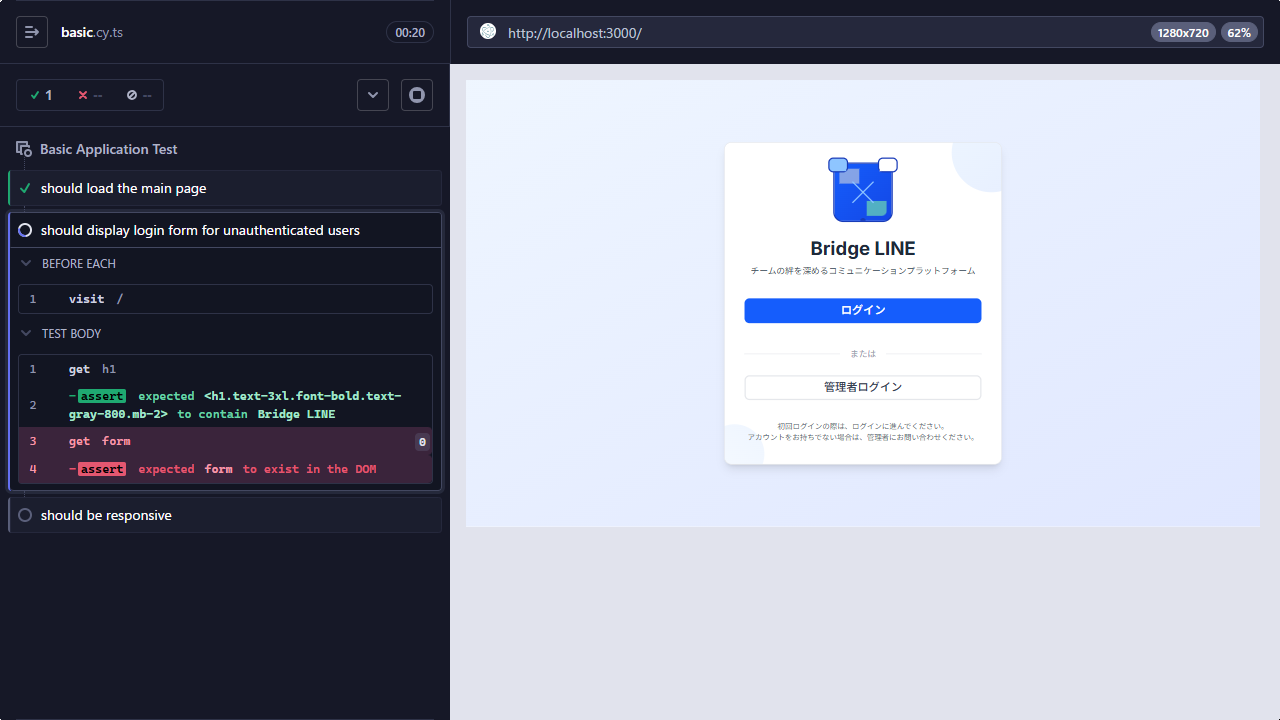 basic.cy.ts
00:20
1
--
--
Basic Application Test
should load the main page
should display login form for unauthenticated users
BEFORE EACH
1 visit /
TEST BODY
1 get h1
2 -assert expected <h1.text-3xl.font-bold.text-
gray-800.mb-2> to contain Bridge LINE
3 get form 0
4 -assert expected form to exist in the DOM
should be responsive
http://localhost:3000/
1280x720
62%
Bridge LINE
チームの絆を深めるコミュニケーションプラットフォーム
ログイン
または
管理者ログイン
初回ログインの際は、ログインに進んでください。
アカウントをお持ちでない場合は、管理者にお問い合わせください。